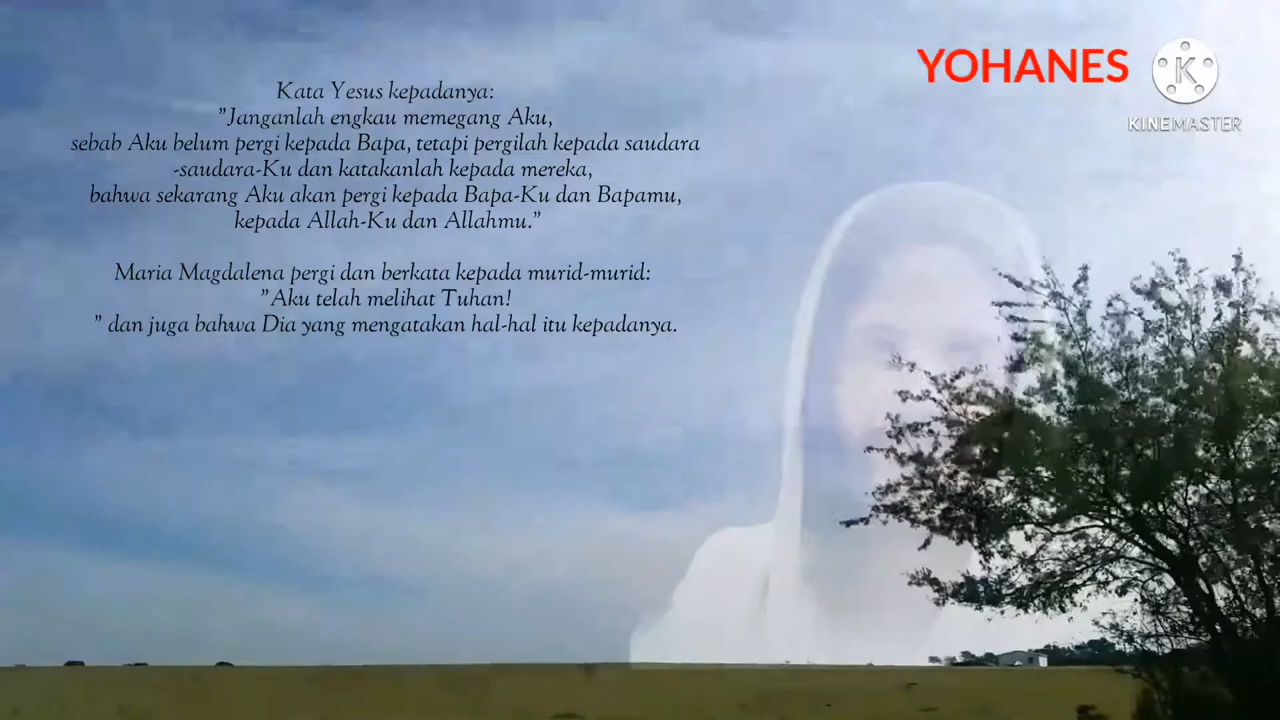 YOHANES
KINEMASTER
Kata Yesus kepadanya:
"Janganlah engkau memegang Aku,
sebab Aku belum pergi kepada Bapa, tetapi pergilah kepada saudara
-saudara-Ku dan katakanlah kepada mereka,
bahwa sekarang Aku akan pergi kepada Bapa-Ku dan Bapamu,
kepada Allah-Ku dan Allahmu."
Maria Magdalena pergi dan berkata kepada murid-murid:
"Aku telah melihat Tuhan!
" dan juga bahwa Dia yang mengatakan hal-hal itu kepadanya.